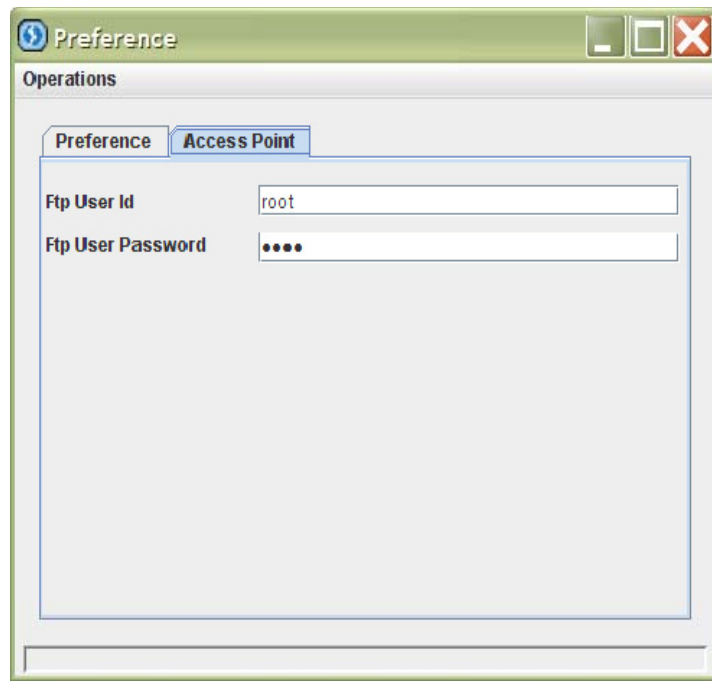 Preference
Operations
Preference Access Point
Ftp User Id root
Ftp User Password ••••